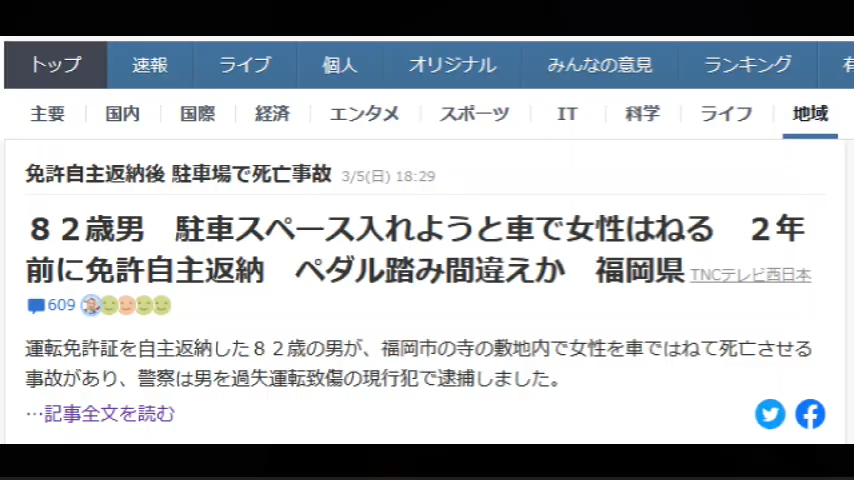 トップ 速報 ライブ 個人 オリジナル みんなの意見 ランキング 有
主要 国内 国際 経済 エンタメ スポーツ IT 科学 ライフ 地域
免許自主返納後 駐車場で死亡事故 3/5(日) 18:29
８２歳男　駐車スペース入れようと車で女性はねる　２年
前に免許自主返納　ペダル踏み間違えか　福岡県 TNCテレビ西日本
609
運転免許証を自主返納した８２歳の男が、福岡市の寺の敷地内で女性を車ではねて死亡させる
事故があり、警察は男を過失運転致傷の現行犯で逮捕しました。
…記事全文を読む